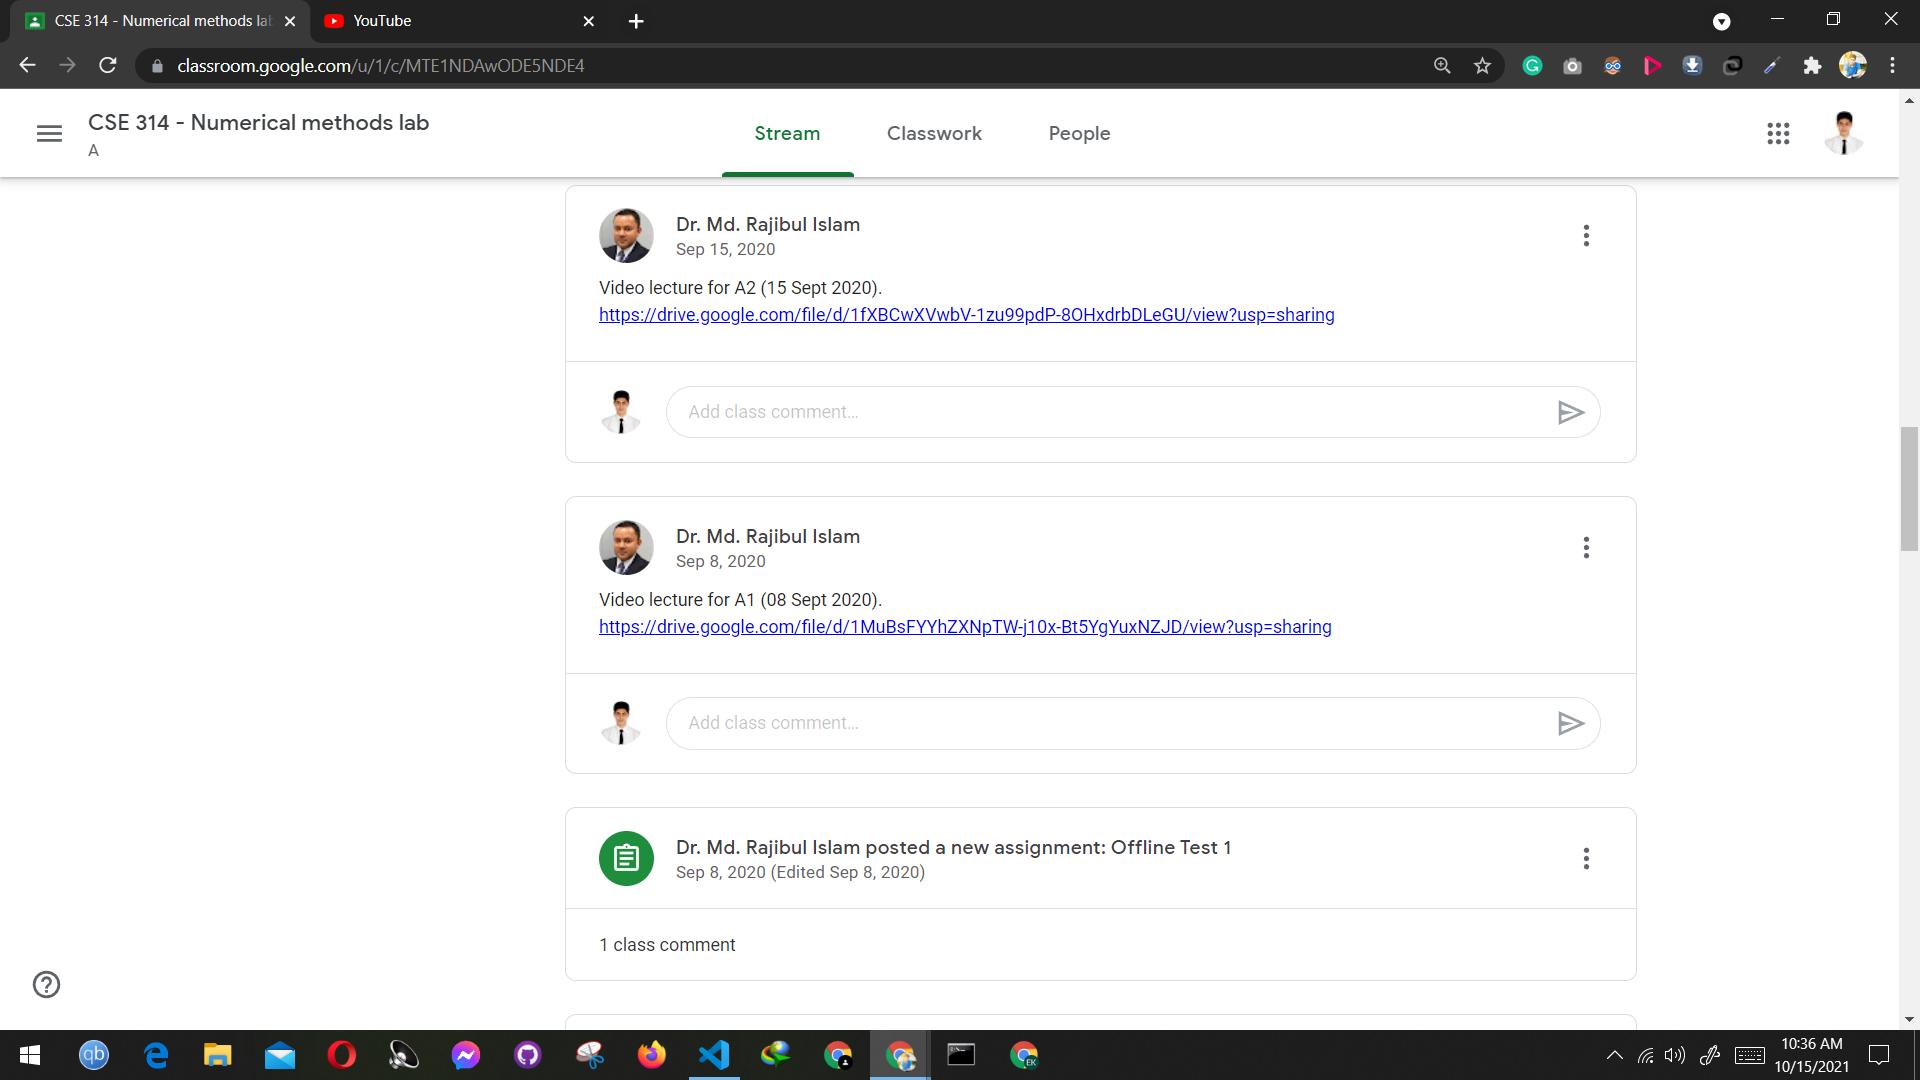 CSE 314 - Numerical methods la
YouTube
classroom.google.com/u/1/c/MTE1NDAwODE5NDE4
CSE 314 - Numerical methods lab
A
Stream
Classwork
People
Dr. Md. Rajibul Islam
Sep 15, 2020
Video lecture for A2 (15 Sept 2020).
https://drive.google.com/file/d/1fXBCwXVwbV-1zu99pdP-8OHxdrbDLeGU/view?usp=sharing
Add class comment…
Dr. Md. Rajibul Islam
Sep 8, 2020
Video lecture for A1 (08 Sept 2020).
https://drive.google.com/file/d/1MuBsFYYhZXNpTW-j10x-Bt5YgYuxNZJD/view?usp=sharing
Add class comment…
Dr. Md. Rajibul Islam posted a new assignment: Offline Test 1
Sep 8, 2020 (Edited Sep 8, 2020)
1 class comment
qb
EK
10:36 AM
10/15/2021